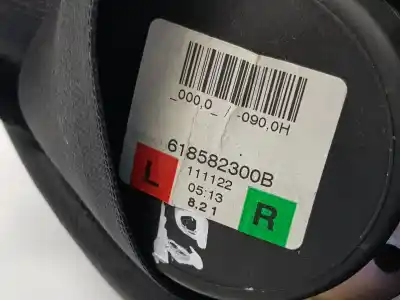 _000,0_ / -090,0H
618582300B
L
111122
05:13
8,2 1
R